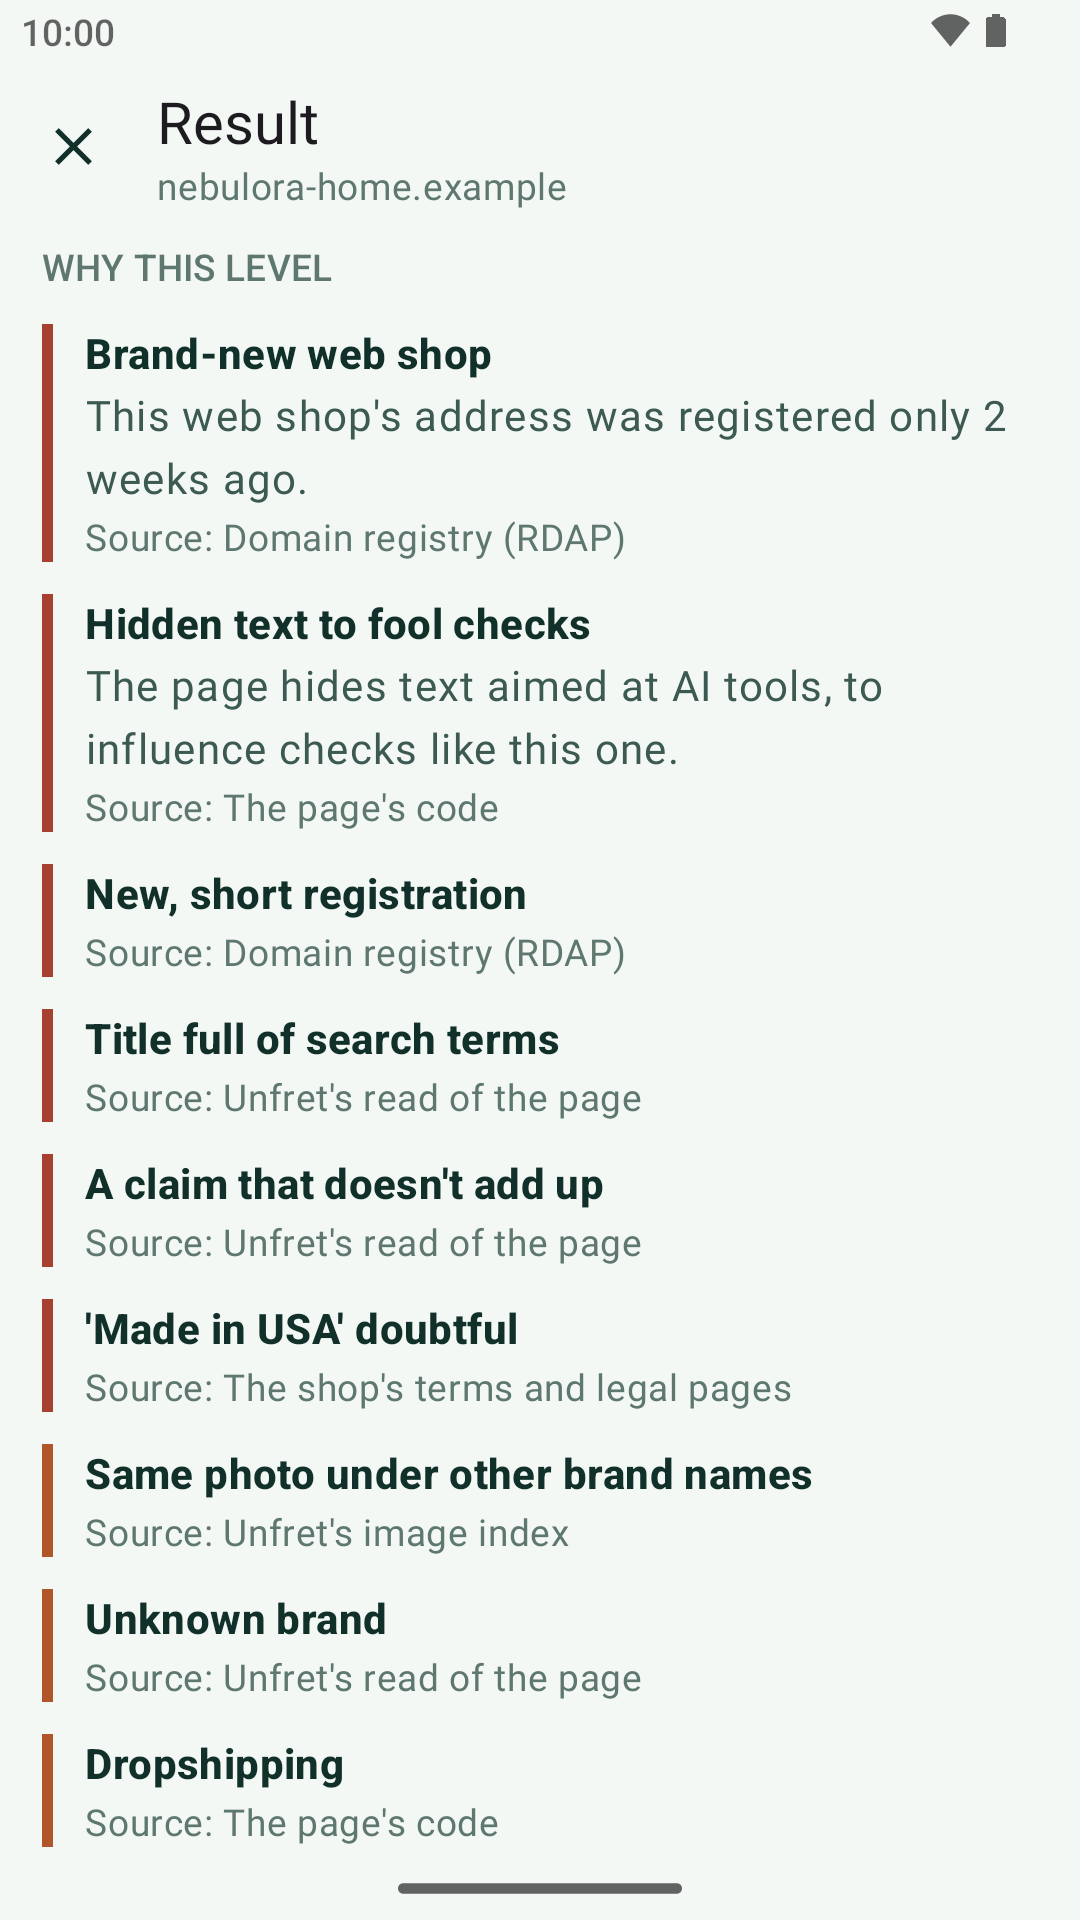 10:00
Result
nebulora-home.example
WHY THIS LEVEL
Brand-new web shop
This web shop's address was registered only 2
weeks ago.
Source: Domain registry (RDAP)
Hidden text to fool checks
The page hides text aimed at AI tools, to
influence checks like this one.
Source: The page's code
New, short registration
Source: Domain registry (RDAP)
Title full of search terms
Source: Unfret's read of the page
A claim that doesn't add up
Source: Unfret's read of the page
'Made in USA' doubtful
Source: The shop's terms and legal pages
Same photo under other brand names
Source: Unfret's image index
Unknown brand
Source: Unfret's read of the page
Dropshipping
Source: The page's code